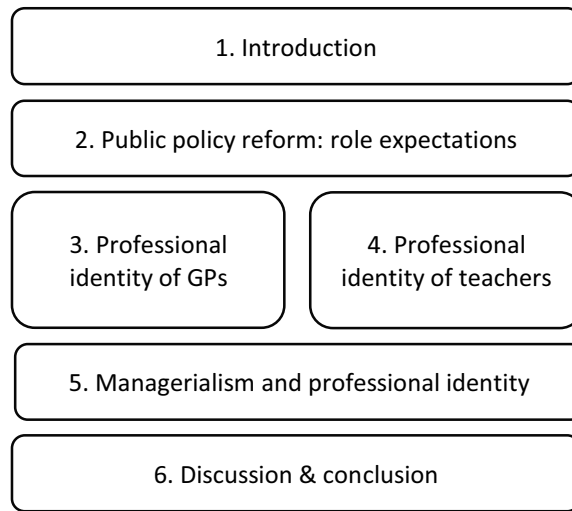 1. Introduction
2. Public policy reform: role expectations
3. Professional
identity of GPs
4. Professional
identity of teachers
5. Managerialism and professional identity
6. Discussion & conclusion